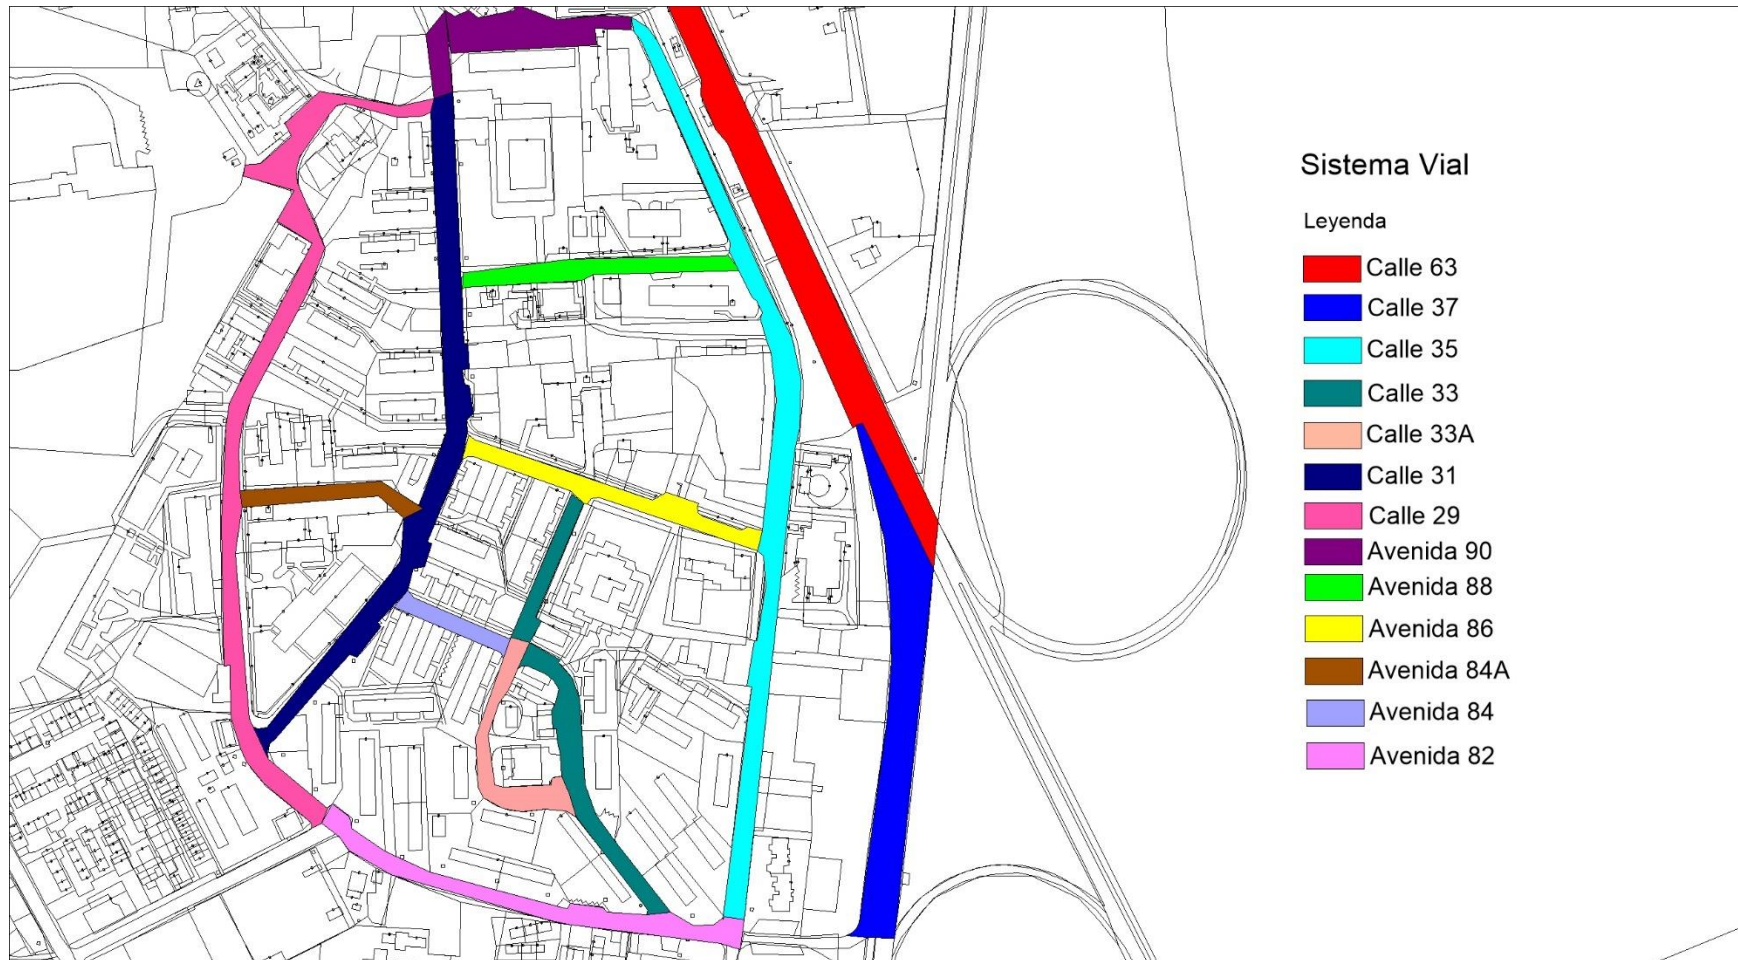 Sistema Vial
Leyenda
Calle 63
Calle 37
Calle 35
Calle 33
Calle 33A
Calle 31
Calle 29
Avenida 90
Avenida 88
Avenida 86
Avenida 84A
Avenida 84
Avenida 82